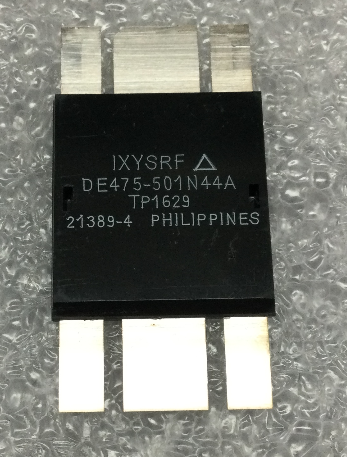 IXYSRF △
DE475-501N44A
TP1629
21389-4 PHILIPPINES